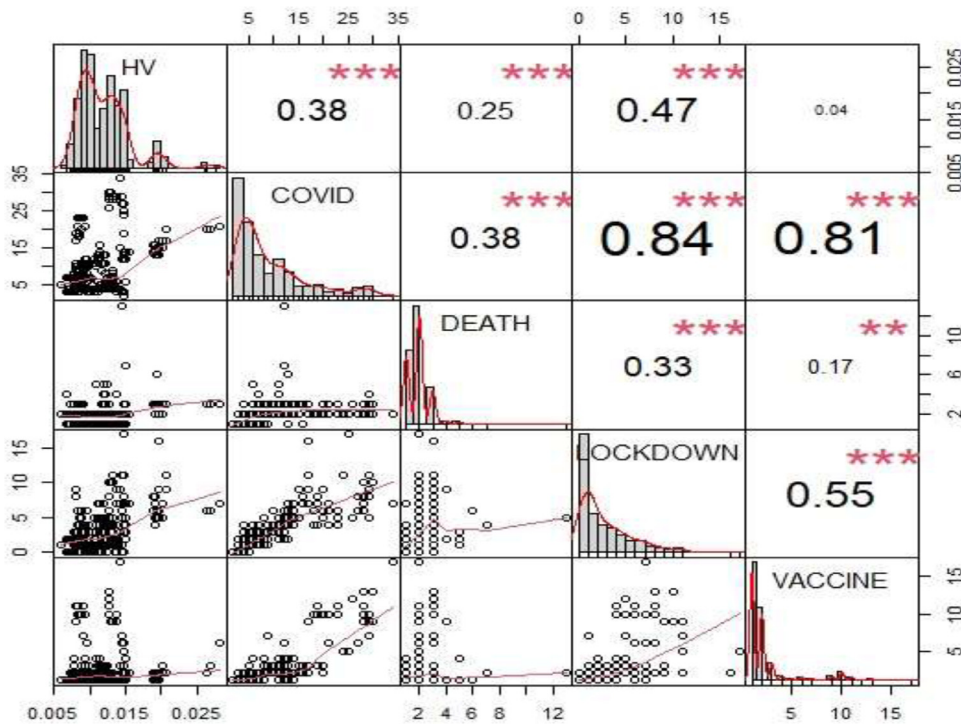 5 15 25 35 0 5 10 15
HV *** 0.38 *** 0.25 *** 0.47 0.04 0.005 0.015 0.025
5 15 25 35 COVID *** 0.38 *** 0.84 *** 0.81
DEATH *** 0.33 ** 0.17 2 6 10
0 5 10 15 OCKDOWN *** 0.55
VACCINE 5 10 15
0.005 0.015 0.025 2 4 6 8 12 5 10 15